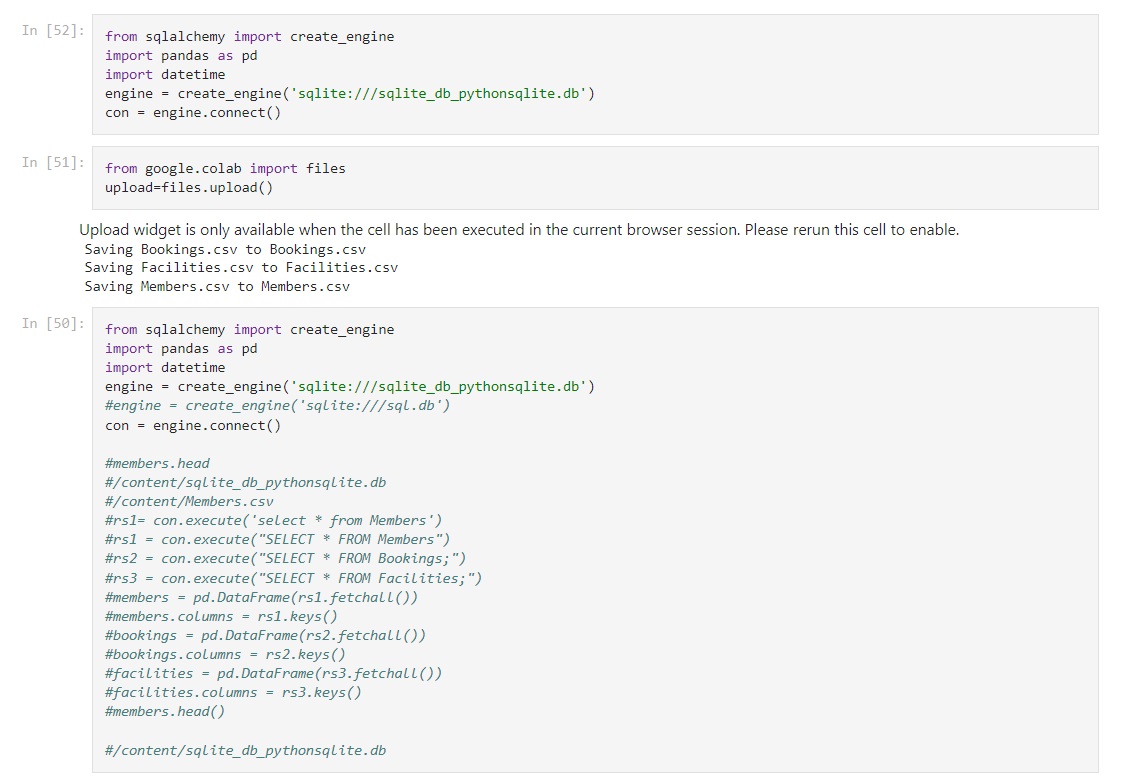 In [52]:
from sqlalchemy import create_engine
import pandas as pd
import datetime
engine = create_engine('sqlite:///sqlite_db_pythonsqlite.db')
con = engine.connect()
In [51]:
from google.colab import files
upload=files.upload()
Upload widget is only available when the cell has been executed in the current browser session. Please rerun this cell to enable.
Saving Bookings.csv to Bookings.csv
Saving Facilities.csv to Facilities.csv
Saving Members.csv to Members.csv
In [50]:
from sqlalchemy import create_engine
import pandas as pd
import datetime
engine = create_engine('sqlite:///sqlite_db_pythonsqlite.db')
#engine = create_engine('sqlite:///sql.db')
con = engine.connect()
#members.head
#/content/sqlite_db_pythonsqlite.db
#/content/Members.csv
#rs1= con.execute('select * from Members')
#rs1 = con.execute("SELECT * FROM Members")
#rs2 = con.execute("SELECT * FROM Bookings;")
#rs3 = con.execute("SELECT * FROM Facilities;")
#members = pd.DataFrame(rs1.fetchall())
#members.columns = rs1.keys()
#bookings = pd.DataFrame(rs2.fetchall())
#bookings.columns = rs2.keys()
#facilities = pd.DataFrame(rs3.fetchall())
#facilities.columns = rs3.keys()
#members.head()
#/content/sqlite_db_pythonsqlite.db